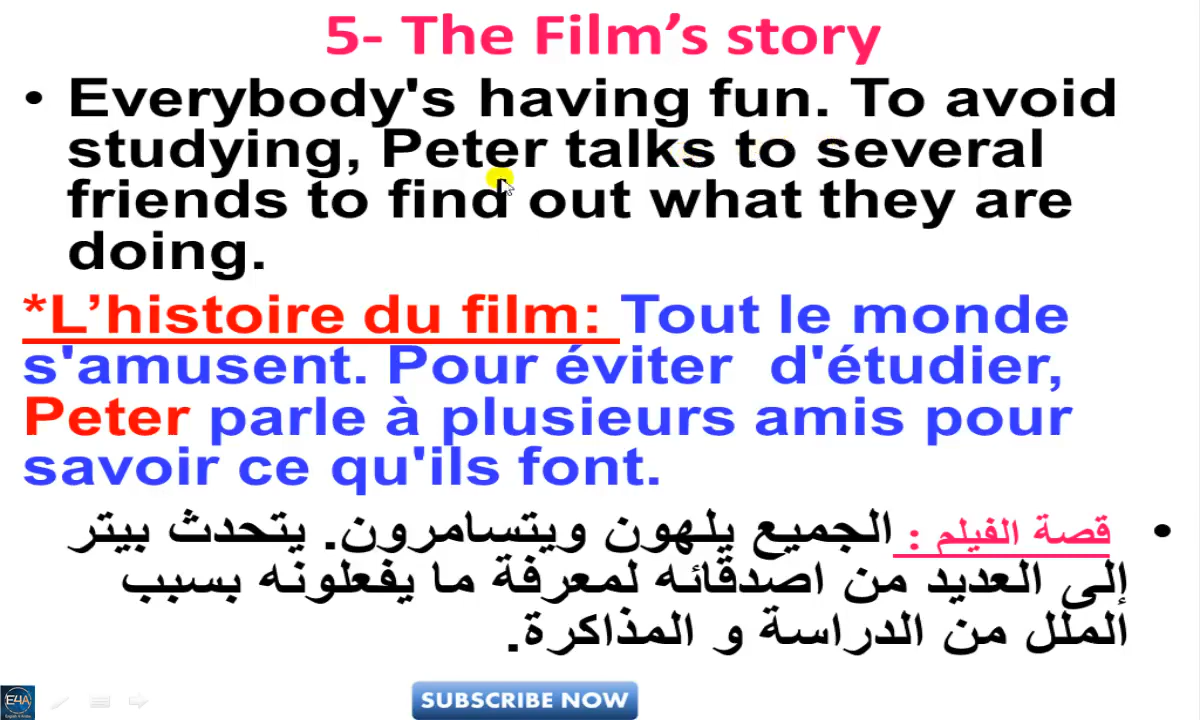 5- The Film’s story
• Everybody's having fun. To avoid
studying, Peter talks to several
friends to find out what they are
doing.
*L’histoire du film: Tout le monde
s'amusent. Pour éviter d'étudier,
Peter parle à plusieurs amis pour
savoir ce qu'ils font.
• قصة الفيلم : الجميع يلهون ويتسامرون. يتحدث بيتر
إلى العديد من اصدقائه لمعرفة ما يفعلونه بسبب
الملل من الدراسة و المذاكرة.
E4A
SUBSCRIBE NOW